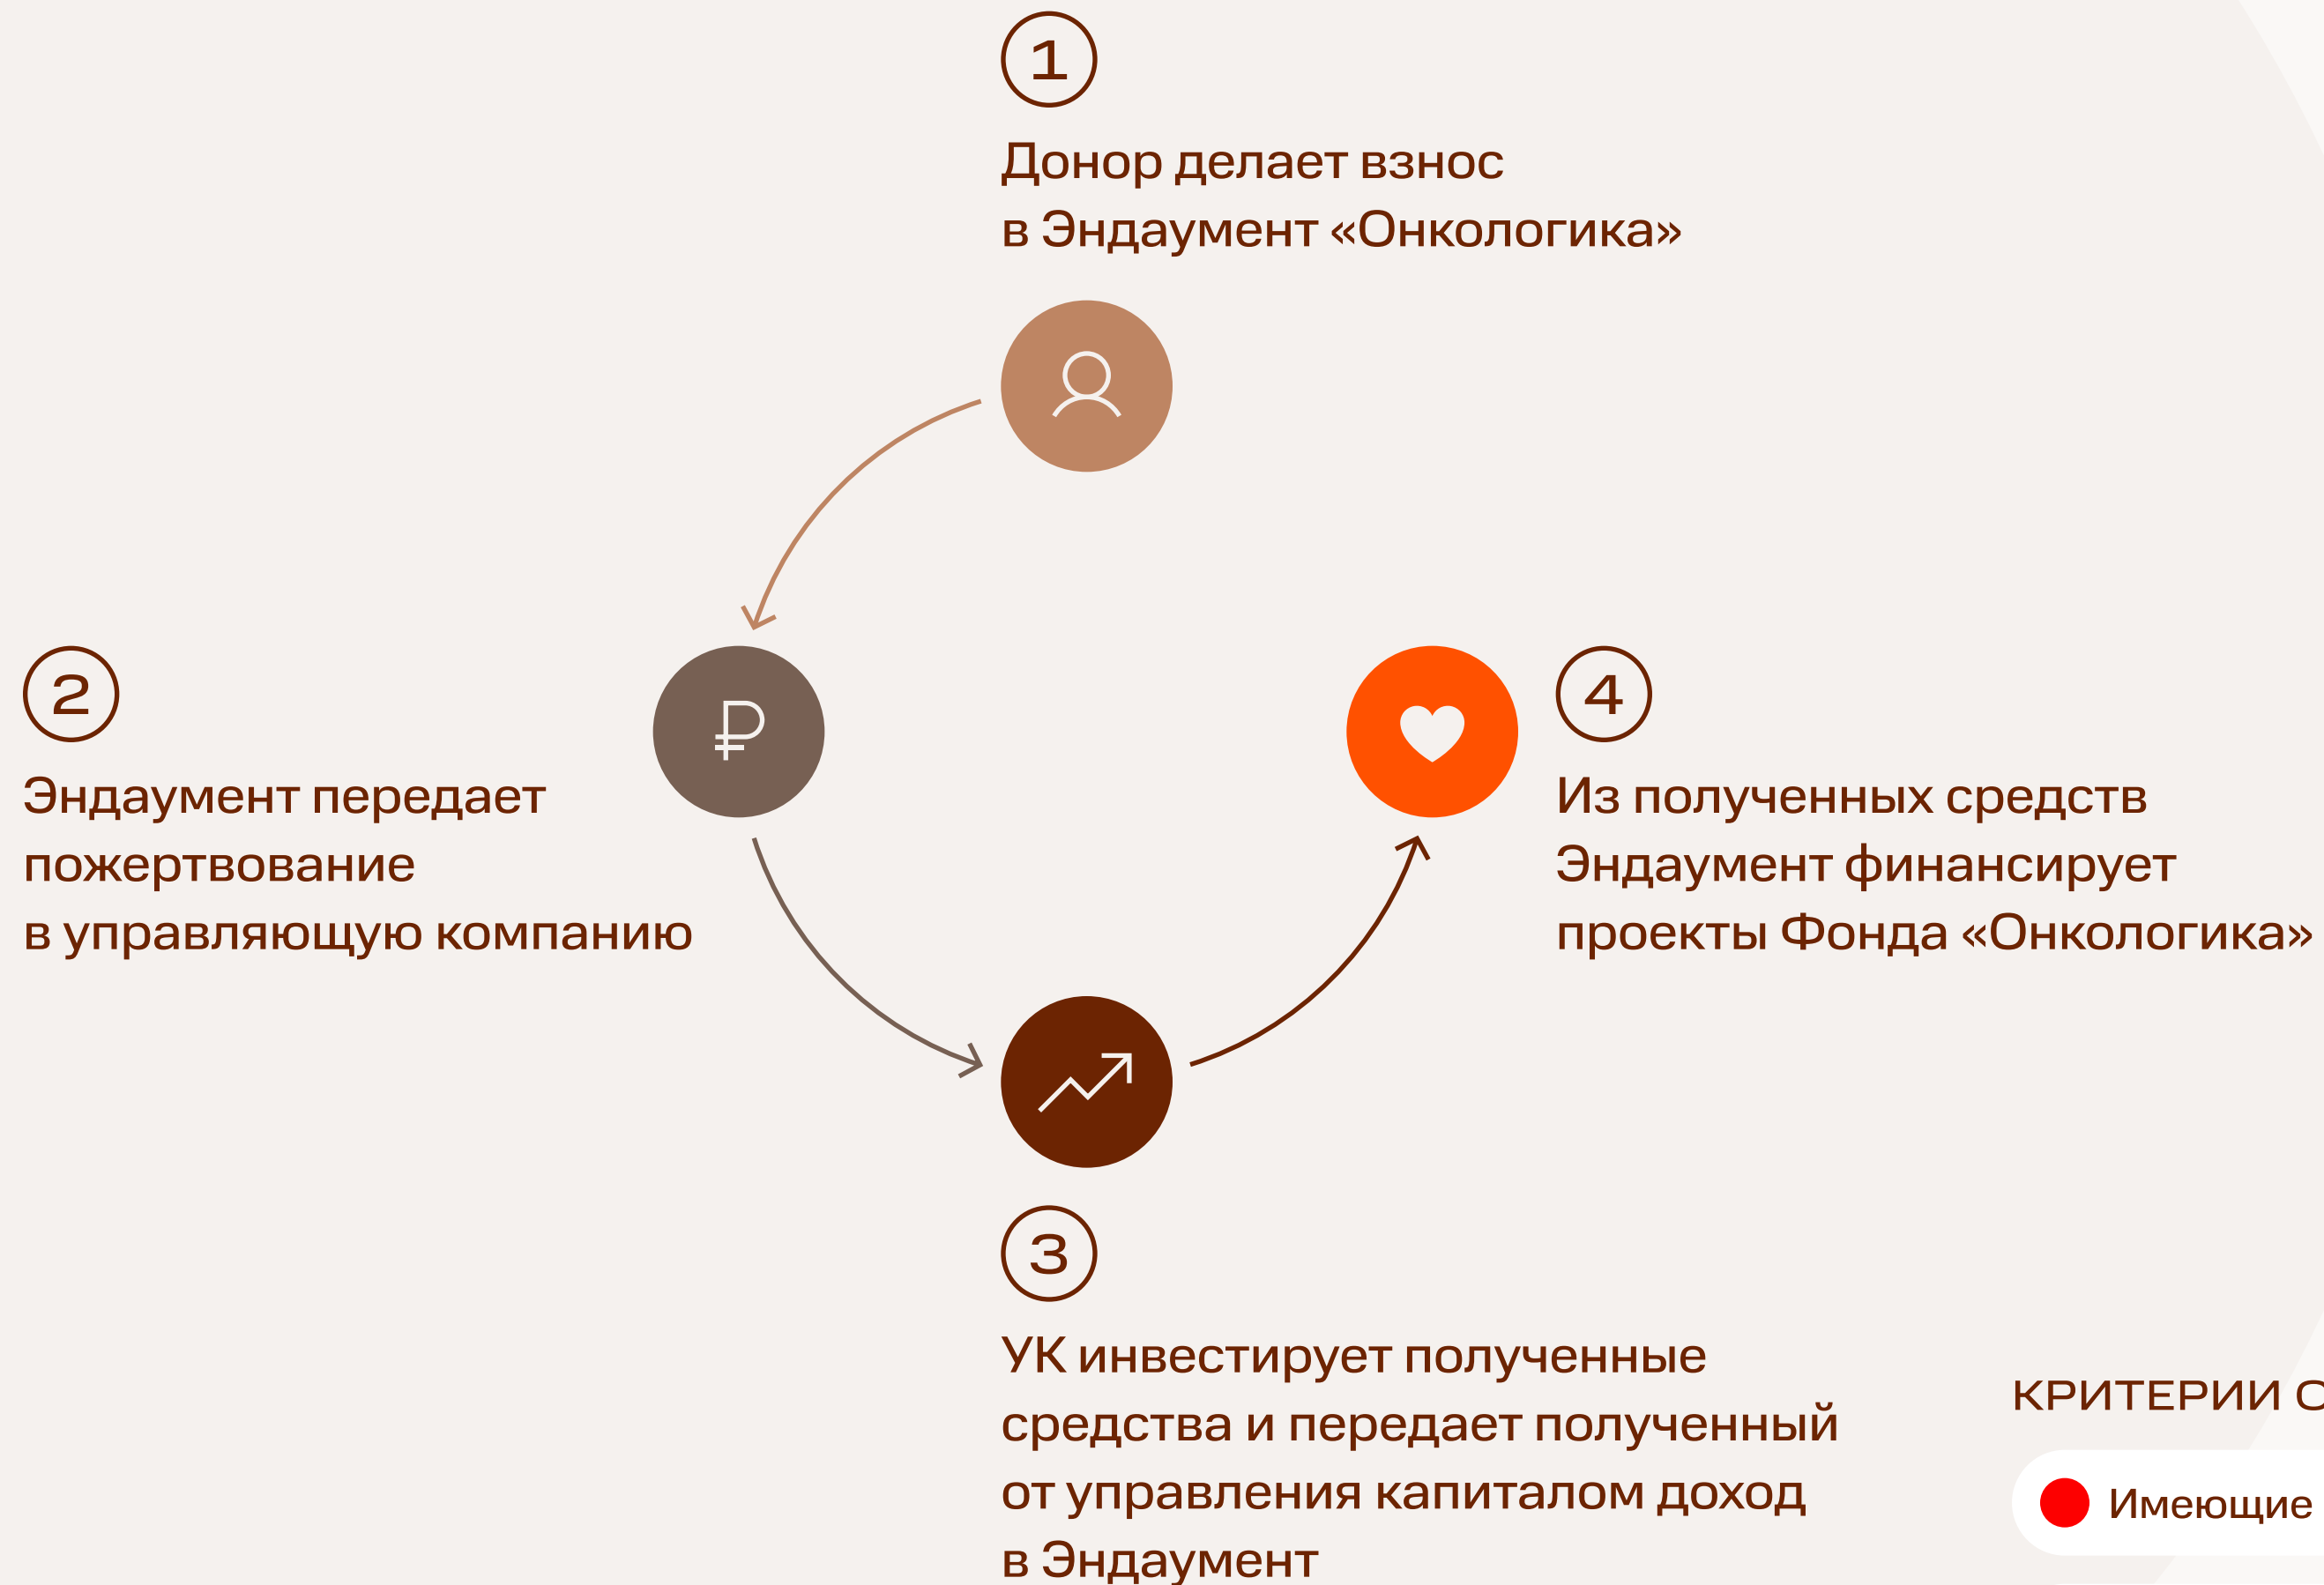 1
Донор делает взнос
в Эндаумент «Онкологика»
2
Эндаумент передает
пожертвование
в управляющую компанию
4
Из полученных средств
Эндаумент финансирует
проекты Фонда «Онкологика»
3
УК инвестирует полученные
средства и передает полученный
от управления капиталом доход
в Эндаумент
КРИТЕРИИ
Имеющие